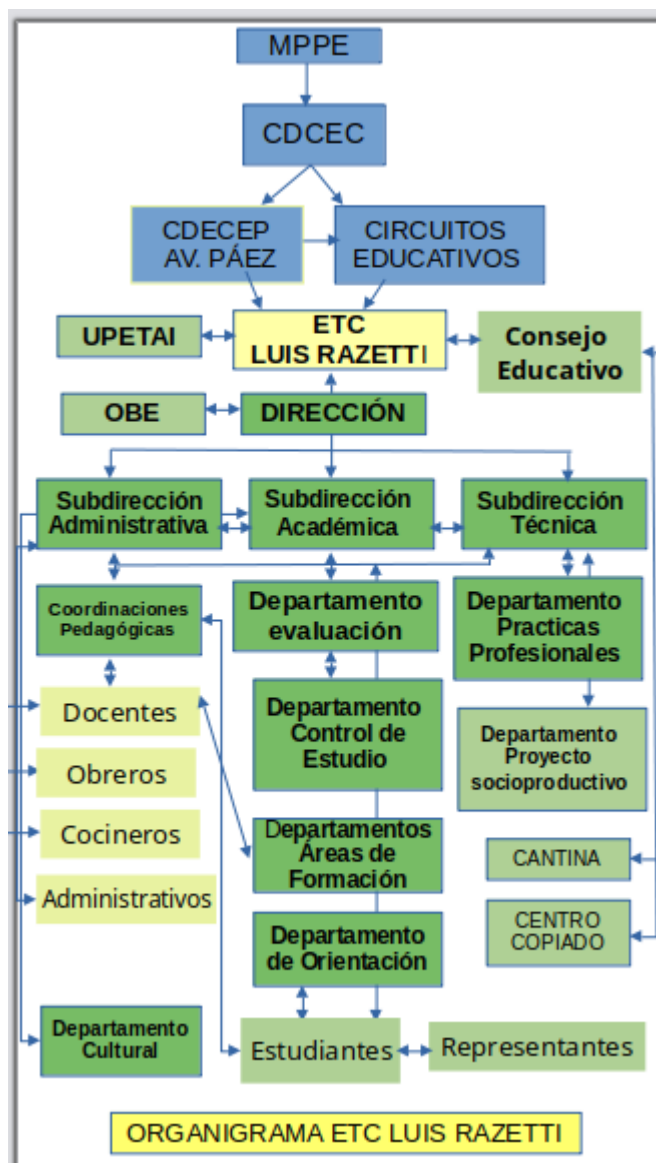 MPPE
CDCEC
CDECEP
AV. PÁEZ
CIRCUITOS
EDUCATIVOS
UPETAI
ETC
LUIS RAZETTI
Consejo
Educativo
OBE
DIRECCIÓN
Subdirección
Administrativa
Subdirección
Académica
Subdirección
Técnica
Coordinaciones
Pedagógicas
Departamento
evaluación
Departamento
Practicas
Profesionales
Docentes
Departamento
Control de
Estudio
Departamento
Proyecto
socioproductivo
Obreros
Cocineros
Departamentos
Áreas de
Formación
CANTINA
Administrativos
Departamento
de Orientación
CENTRO
COPIADO
Departamento
Cultural
Estudiantes
Representantes
ORGANIGRAMA ETC LUIS RAZETTI